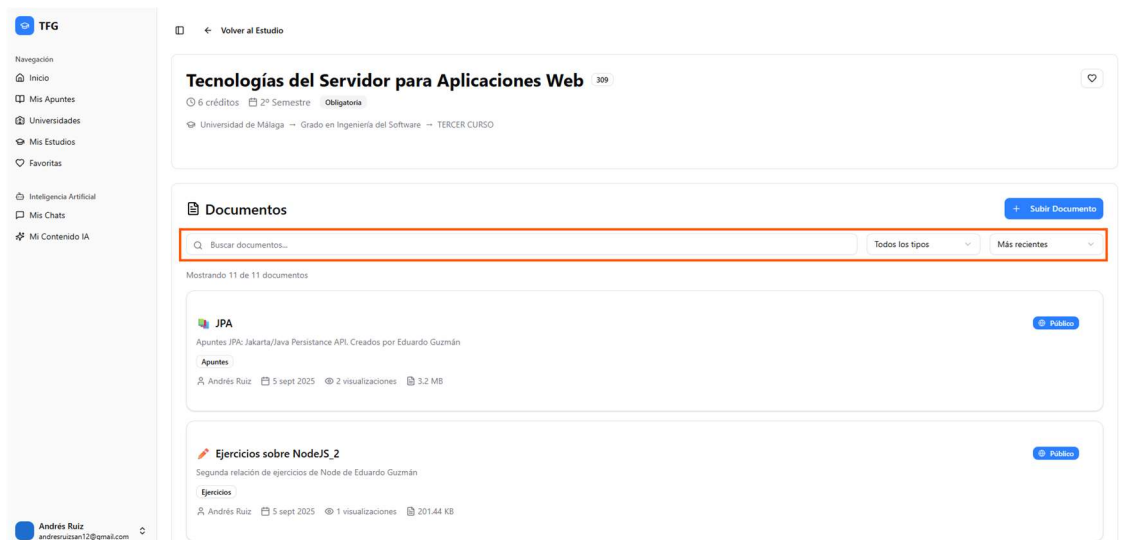 TFG
Navegación
Inicio
Mis Apuntes
Universidades
Mis Estudios
Favoritas
Inteligencia Artificial
Mis Chats
Mi Contenido IA
Andrés Ruiz
andresruizsan12@gmail.com
Volver al Estudio
Tecnologías del Servidor para Aplicaciones Web 309
6 créditos 2º Semestre Obligatoria
Universidad de Málaga → Grado en Ingeniería del Software → TERCER CURSO
Documentos
+ Subir Documento
Buscar documentos... Todos los tipos Más recientes
Mostrando 11 de 11 documentos
JPA Público
Apuntes JPA: Jakarta/Java Persistance API. Creados por Eduardo Guzmán
Apuntes
Andrés Ruiz 5 sept 2025 2 visualizaciones 3.2 MB
Ejercicios sobre NodeJS_2 Público
Segunda relación de ejercicios de Node de Eduardo Guzmán
Ejercicios
Andrés Ruiz 5 sept 2025 1 visualizaciones 201.44 KB